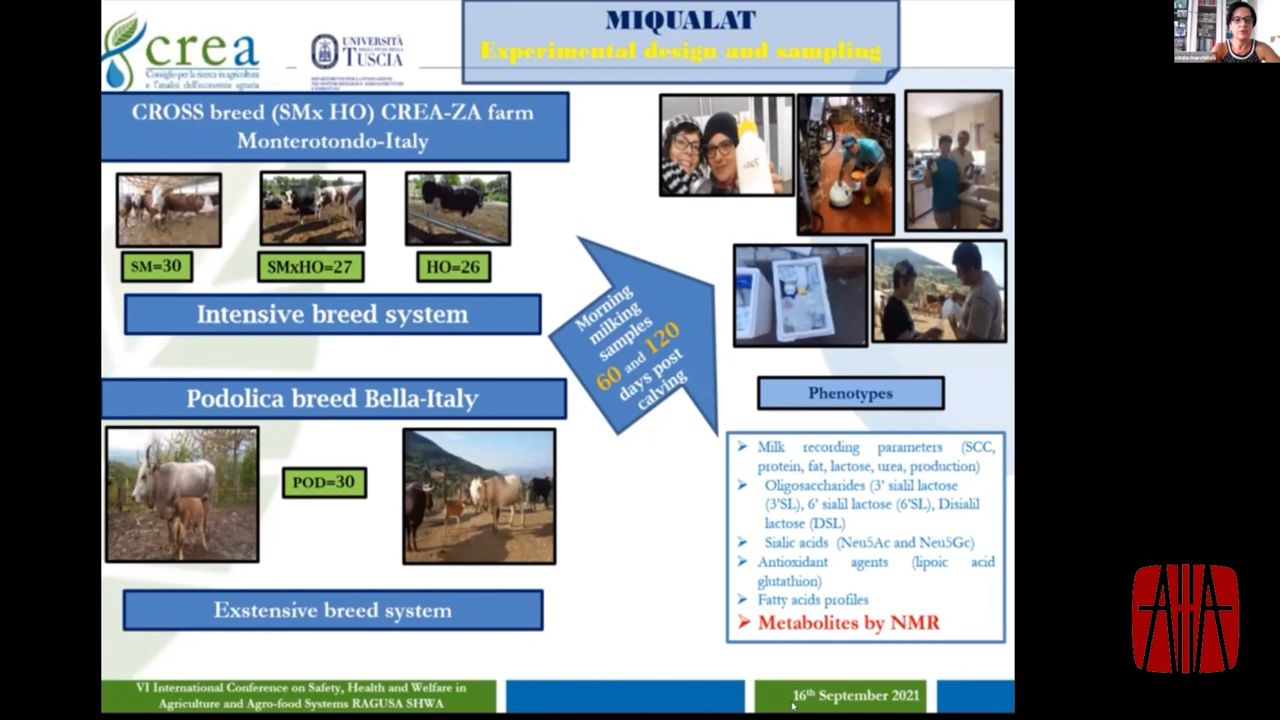 MIQUALAT
Experimental design and sampling
crea
Consiglio per la ricerca in agricoltura
e l'analisi dell'economia agraria
UNIVERSITÀ
DEGLI STUDI DELLA
TUSCIA
CROSS breed (SMx HO) CREA-ZA farm
Monterotondo-Italy
SM=30
SMxHO=27
HO=26
Intensive breed system
Podolica breed Bella-Italy
POD=30
Exstensive breed system
Morning
milking
samples
60 and 120
days post
calving
Phenotypes
Milk recording parameters (SCC,
protein, fat, lactose, urea, production)
Oligosaccharides (3' sialil lactose
(3'SL), 6' sialil lactose (6'SL), Disialil
lactose (DSL)
Sialic acids (Neu5Ac and Neu5Gc)
Antioxidant agents (lipoic acid
glutathion)
Fatty acids profiles
Metabolites by NMR
VI International Conference on Safety, Health and Welfare in
Agriculture and Agro-food Systems RAGUSA SHWA
16th September 2021